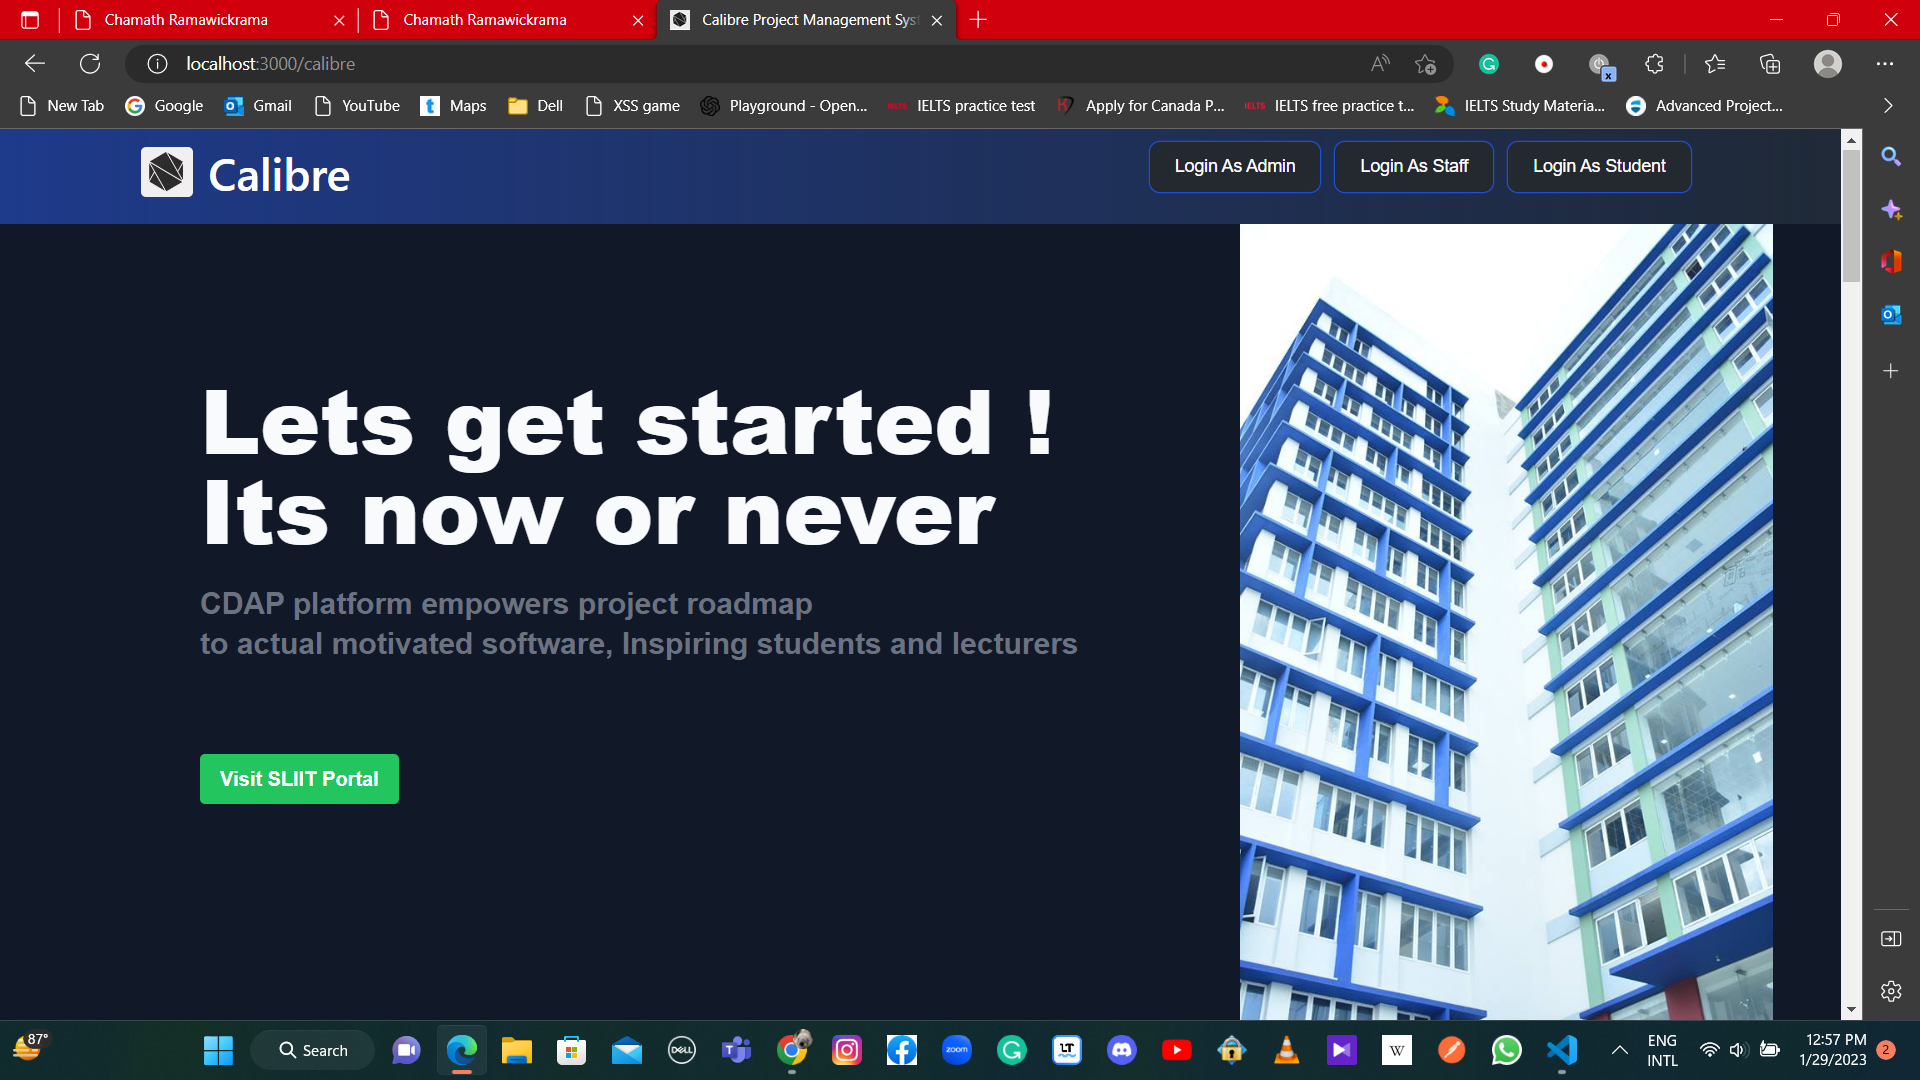 Chamath Ramawickrama
Chamath Ramawickrama
Calibre Project Management Syst
localhost:3000/calibre
New Tab
Google
Gmail
YouTube
Maps
Dell
XSS game
Playground - Open...
IELTS practice test
Apply for Canada P...
IELTS free practice t...
IELTS Study Materia...
Advanced Project...
Calibre
Login As Admin
Login As Staff
Login As Student
Lets get started !
Its now or never
CDAP platform empowers project roadmap
to actual motivated software, Inspiring students and lecturers
Visit SLIIT Portal
87°
Search
DELL
zoom
LT
W
ENG
INTL
12:57 PM
1/29/2023
2